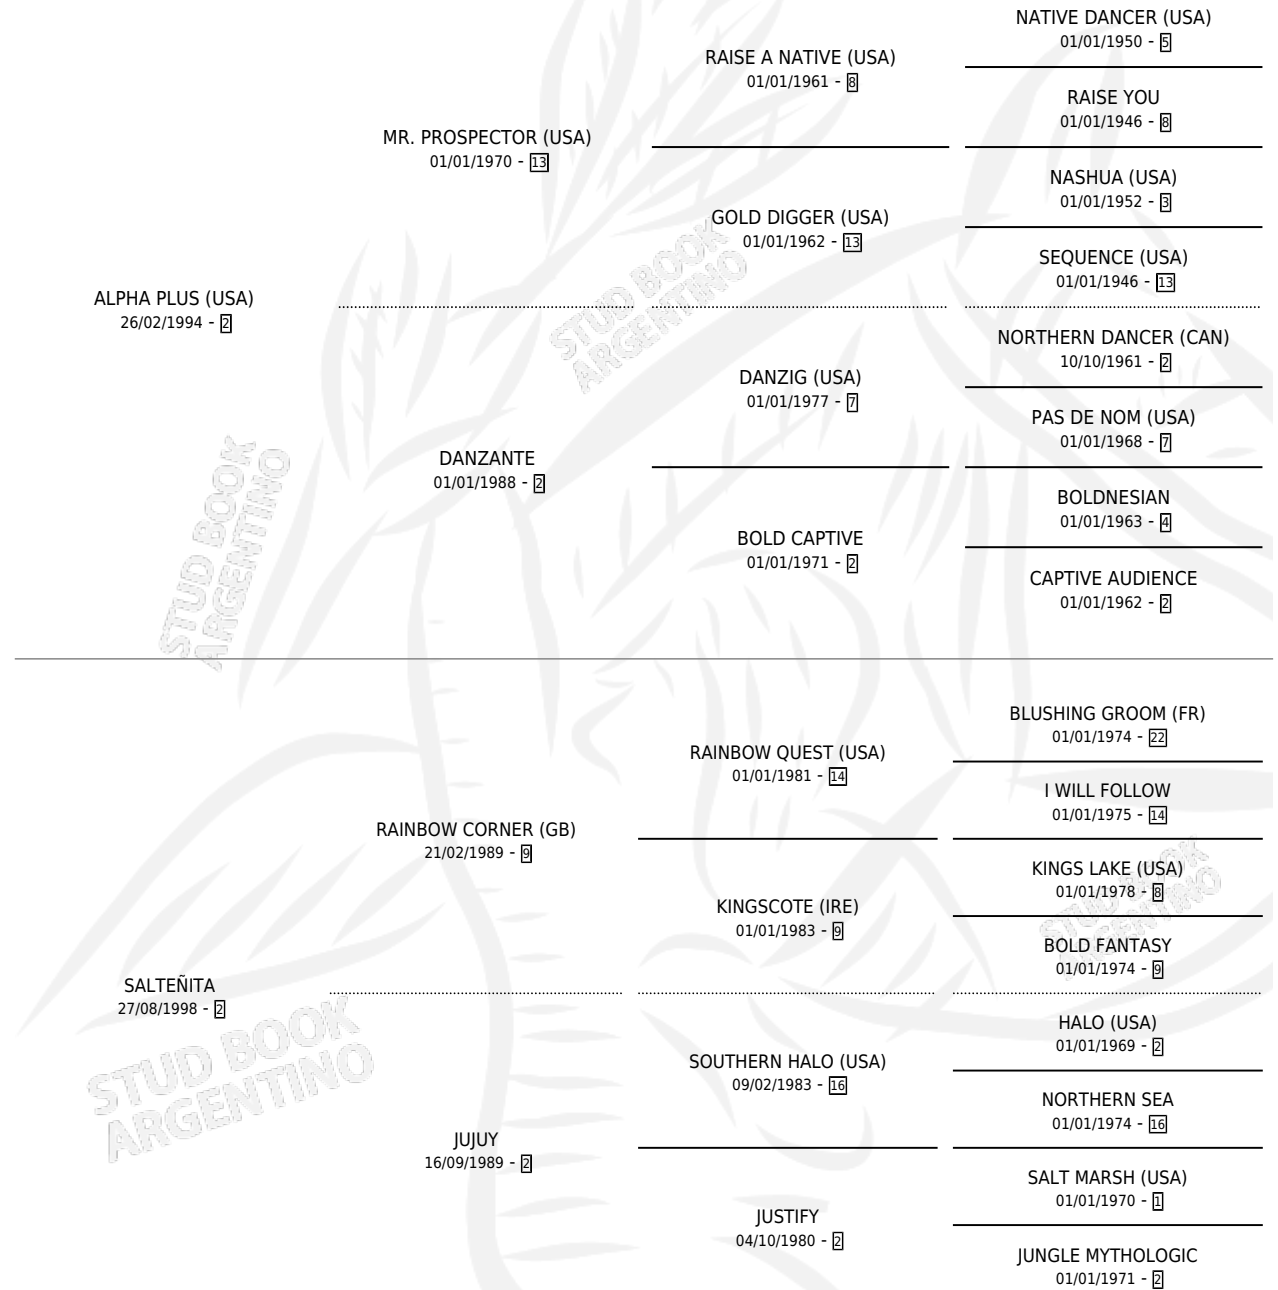 NATIVE DANCER (USA)
01/01/1950 - 5
RAISE A NATIVE (USA)
01/01/1961 - 8
RAISE YOU
01/01/1946 - 8
MR. PROSPECTOR (USA)
01/01/1970 - 13
NASHUA (USA)
01/01/1952 - 3
GOLD DIGGER (USA)
01/01/1962 - 13
SEQUENCE (USA)
01/01/1946 - 13
ALPHA PLUS (USA)
26/02/1994 - 2
NORTHERN DANCER (CAN)
10/10/1961 - 2
DANZIG (USA)
01/01/1977 - 7
PAS DE NOM (USA)
01/01/1968 - 7
DANZANTE
01/01/1988 - 2
BOLDNESIAN
01/01/1963 - 4
BOLD CAPTIVE
01/01/1971 - 2
CAPTIVE AUDIENCE
01/01/1962 - 2
BLUSHING GROOM (FR)
01/01/1974 - 22
RAINBOW QUEST (USA)
01/01/1981 - 14
I WILL FOLLOW
01/01/1975 - 14
RAINBOW CORNER (GB)
21/02/1989 - 9
KINGS LAKE (USA)
01/01/1978 - 8
KINGSCOTE (IRE)
01/01/1983 - 9
BOLD FANTASY
01/01/1974 - 9
SALTEÑITA
27/08/1998 - 2
HALO (USA)
01/01/1969 - 2
SOUTHERN HALO (USA)
09/02/1983 - 16
NORTHERN SEA
01/01/1974 - 16
JUJUY
16/09/1989 - 2
SALT MARSH (USA)
01/01/1970 - 1
JUSTIFY
04/10/1980 - 2
JUNGLE MYTHOLOGIC
01/01/1971 - 2
STUD BOOK
ARGENTINO
STUD BOOK
ARGENTINO
STUD BOOK
ARGENTINO
STUD BOOK
ARGENTINO